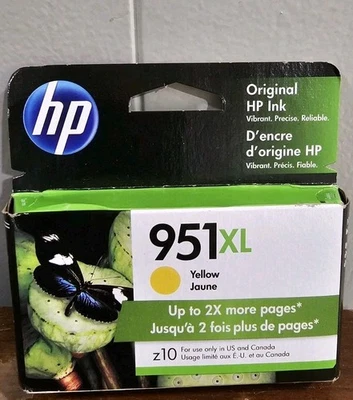 hp
Original
HP Ink
Vibrant. Precise. Reliable.
D'encre
d'origine HP
Vibrant. Précis. Fiable.
951XL
Yellow
Jaune
Up to 2X more pages*
Jusqu'à 2 fois plus de pages*
z10 For use only in US and Canada
Usage limité aux É.-U. et au Canada